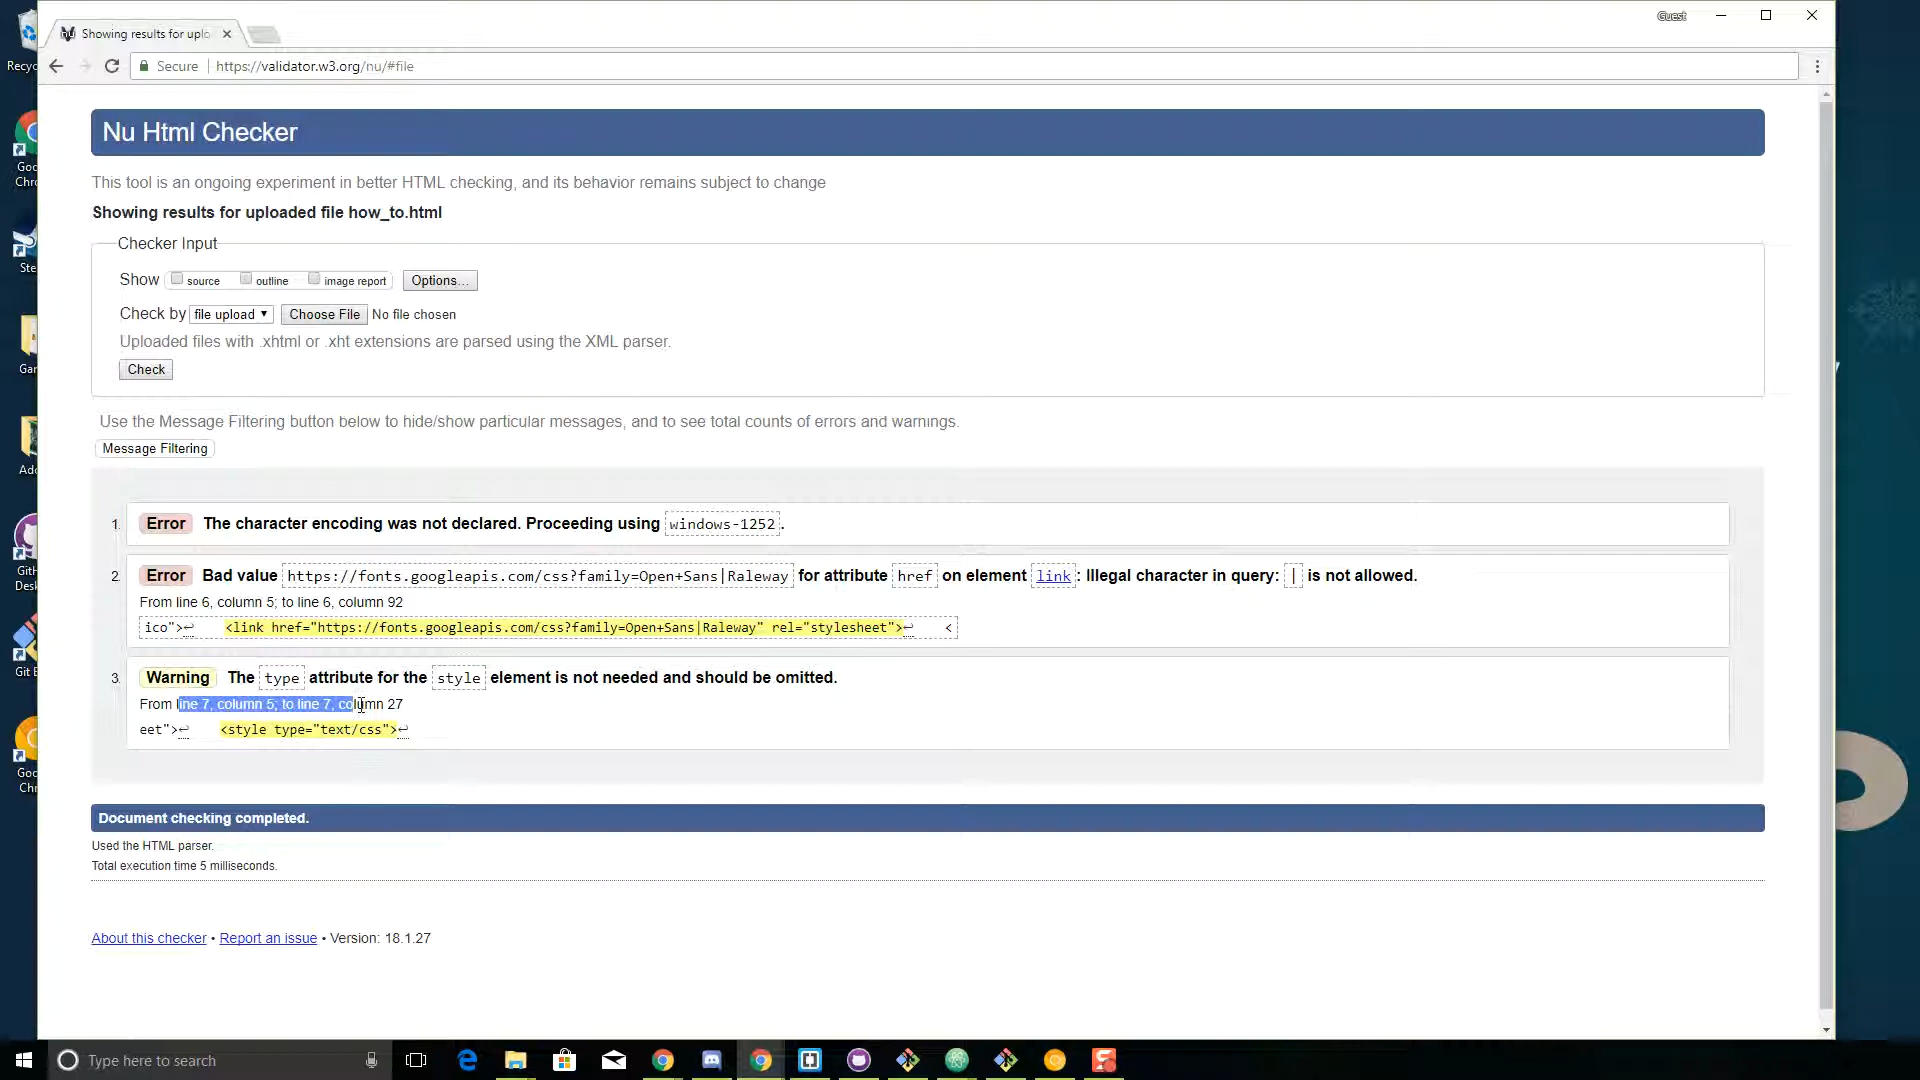 Guest
Showing results for uplo
Secure https://validator.w3.org/nu/#file
Recyc
Goo
Chro
Ste
Gar
Ado
GitH
Desk
Git B
Goo
Chr
Nu Html Checker
This tool is an ongoing experiment in better HTML checking, and its behavior remains subject to change
Showing results for uploaded file how_to.html
Checker Input
Show source outline image report Options...
Check by file upload Choose File No file chosen
Uploaded files with .xhtml or .xht extensions are parsed using the XML parser.
Check
Use the Message Filtering button below to hide/show particular messages, and to see total counts of errors and warnings.
Message Filtering
1. Error The character encoding was not declared. Proceeding using windows-1252.
2. Error Bad value https://fonts.googleapis.com/css?family=Open+Sans|Raleway for attribute href on element link: Illegal character in query: | is not allowed.
From line 6, column 5; to line 6, column 92
ico">↩ <link href="https://fonts.googleapis.com/css?family=Open+Sans|Raleway" rel="stylesheet">↩ <
3. Warning The type attribute for the style element is not needed and should be omitted.
From line 7, column 5; to line 7, column 27
eet">↩ <style type="text/css">↩
Document checking completed.
Used the HTML parser.
Total execution time 5 milliseconds.
About this checker • Report an issue • Version: 18.1.27
Type here to search